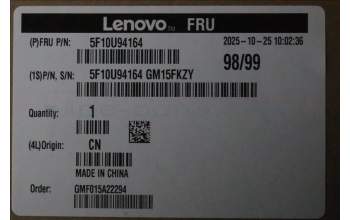 Lenovo™ FRU
(P)FRU P/N: 5F10U94164 2025-10-25 10:02:36
98/99
(1S)P/N, S/N: 5F10U94164 GM15FKZY
Quantity: 1
(4L)Origin: CN
MADE IN CHINA
Order: GMF015A22294